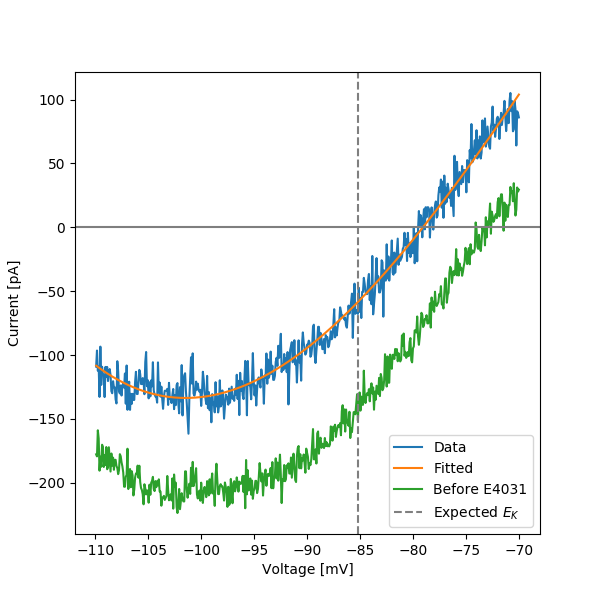 100
50
0
−50
−100
−150
−200
Current [pA]
−110 −105 −100 −95 −90 −85 −80 −75 −70
Voltage [mV]
Data
Fitted
Before E4031
Expected E_K